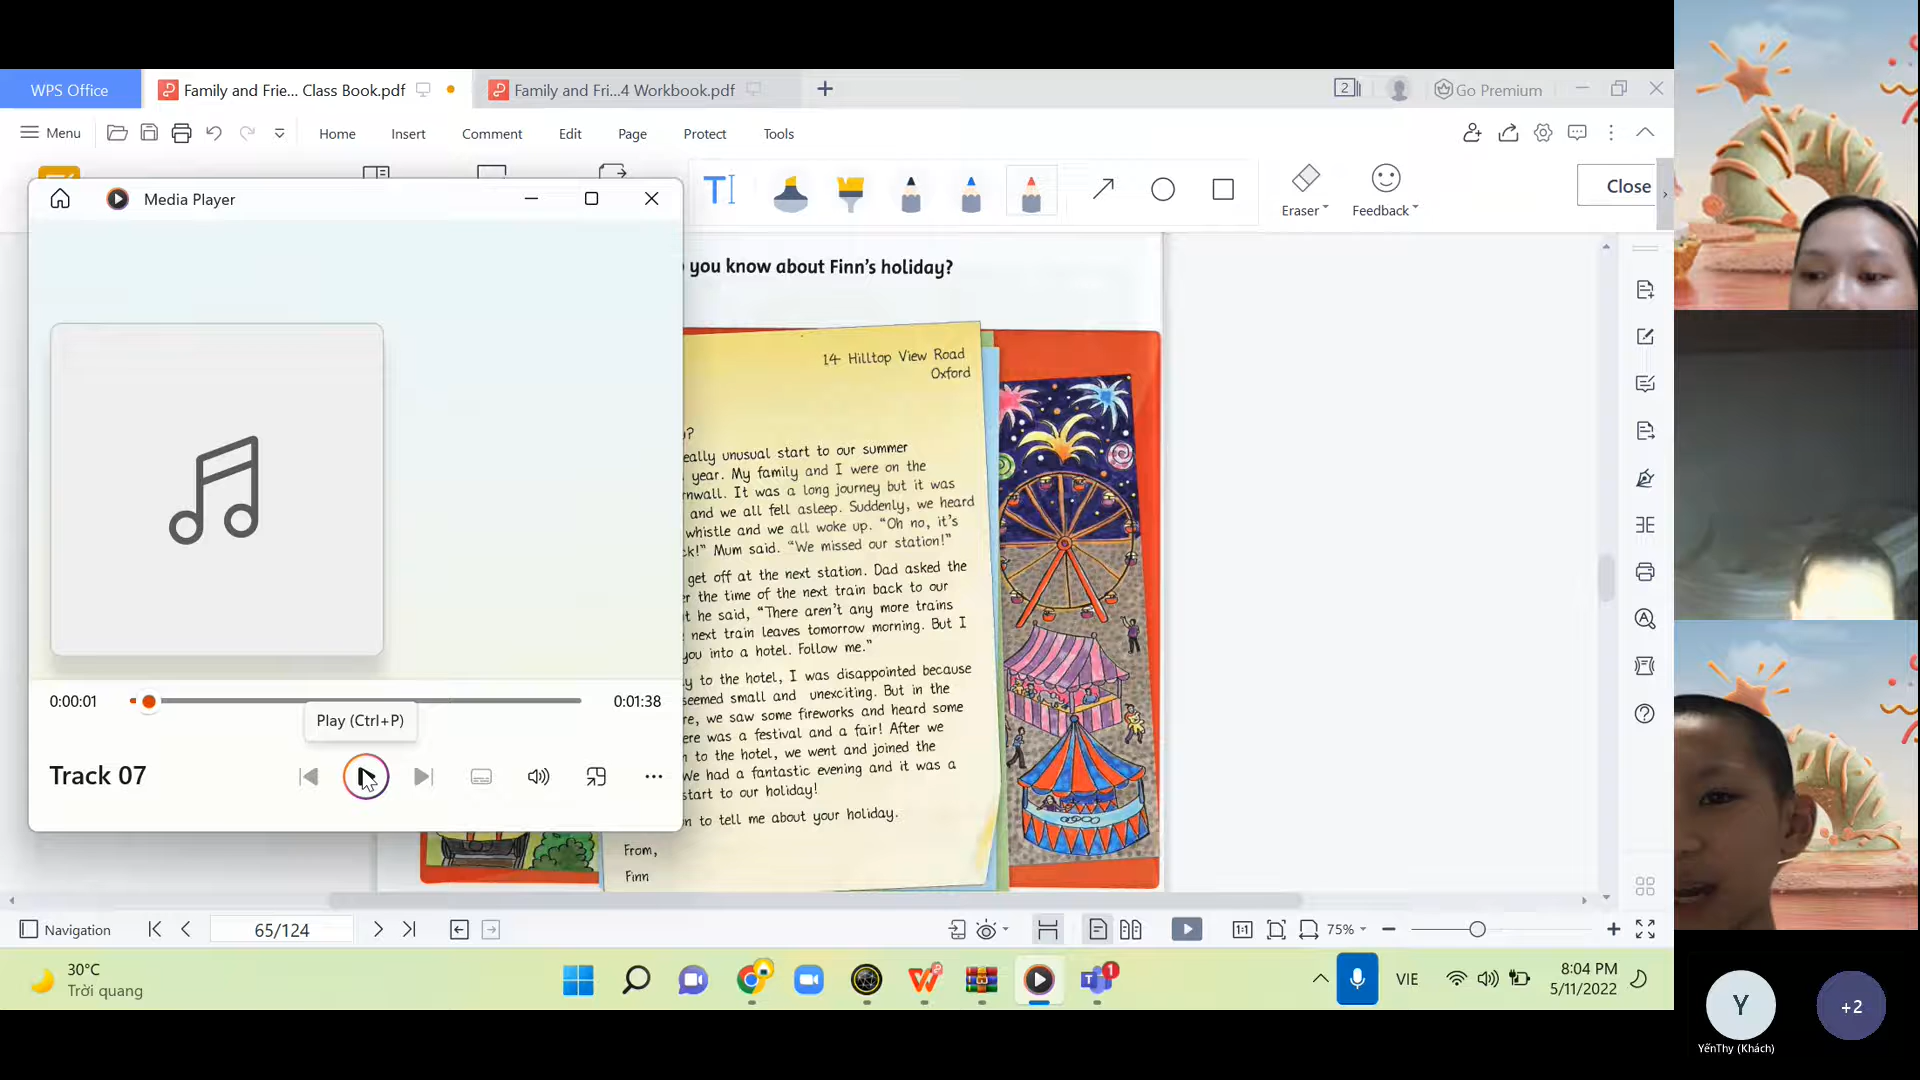 WPS Office
Family and Frie... Class Book.pdf
Family and Fri...4 Workbook.pdf
2
Go Premium
Menu
Home
Insert
Comment
Edit
Page
Protect
Tools
Eraser
Feedback
Close
Media Player
0:00:01
0:01:38
Play (Ctrl+P)
Track 07
you know about Finn's holiday?
14 Hilltop View Road
Oxford
?
eally unusual start to our summer
year. My family and I were on the
rnwall. It was a long journey but it was
and we all fell asleep. Suddenly, we heard
whistle and we all woke up. "Oh no, it's
ck!" Mum said. "We missed our station!"
get off at the next station. Dad asked the
r the time of the next train back to our
t he said, "There aren't any more trains
next train leaves tomorrow morning. But I
you into a hotel. Follow me."
y to the hotel, I was disappointed because
seemed small and unexciting. But in the
re, we saw some fireworks and heard some
ere was a festival and a fair! After we
n to the hotel, we went and joined the
We had a fantastic evening and it was a
start to our holiday!
n to tell me about your holiday.
From,
Finn
Navigation
65/124
75%
30°C
Trời quang
1
VIE
8:04 PM
5/11/2022
Y
+2
YếnThy (Khách)